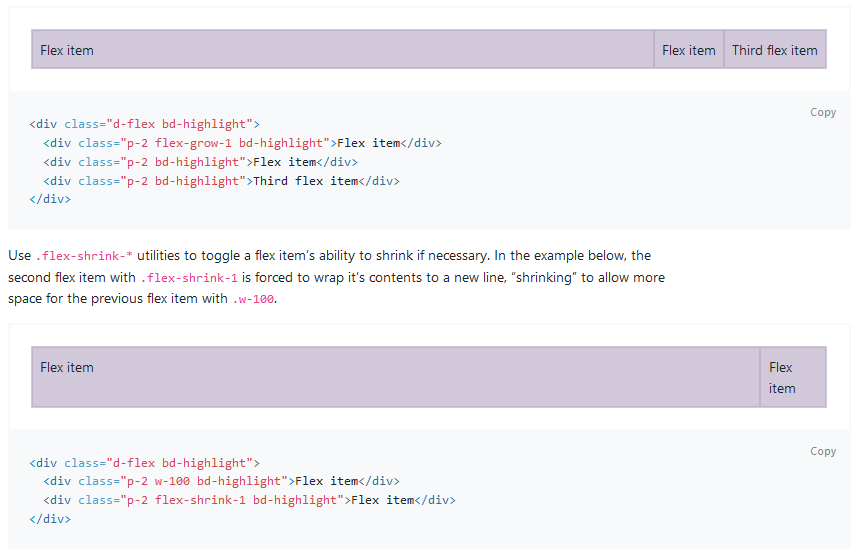 Flex item Flex item Third flex item
Copy
<div class="d-flex bd-highlight">
  <div class="p-2 flex-grow-1 bd-highlight">Flex item</div>
  <div class="p-2 bd-highlight">Flex item</div>
  <div class="p-2 bd-highlight">Third flex item</div>
</div>
Use .flex-shrink-* utilities to toggle a flex item’s ability to shrink if necessary. In the example below, the
second flex item with .flex-shrink-1 is forced to wrap it’s contents to a new line, “shrinking” to allow more
space for the previous flex item with .w-100.
Flex item Flex
item
Copy
<div class="d-flex bd-highlight">
  <div class="p-2 w-100 bd-highlight">Flex item</div>
  <div class="p-2 flex-shrink-1 bd-highlight">Flex item</div>
</div>